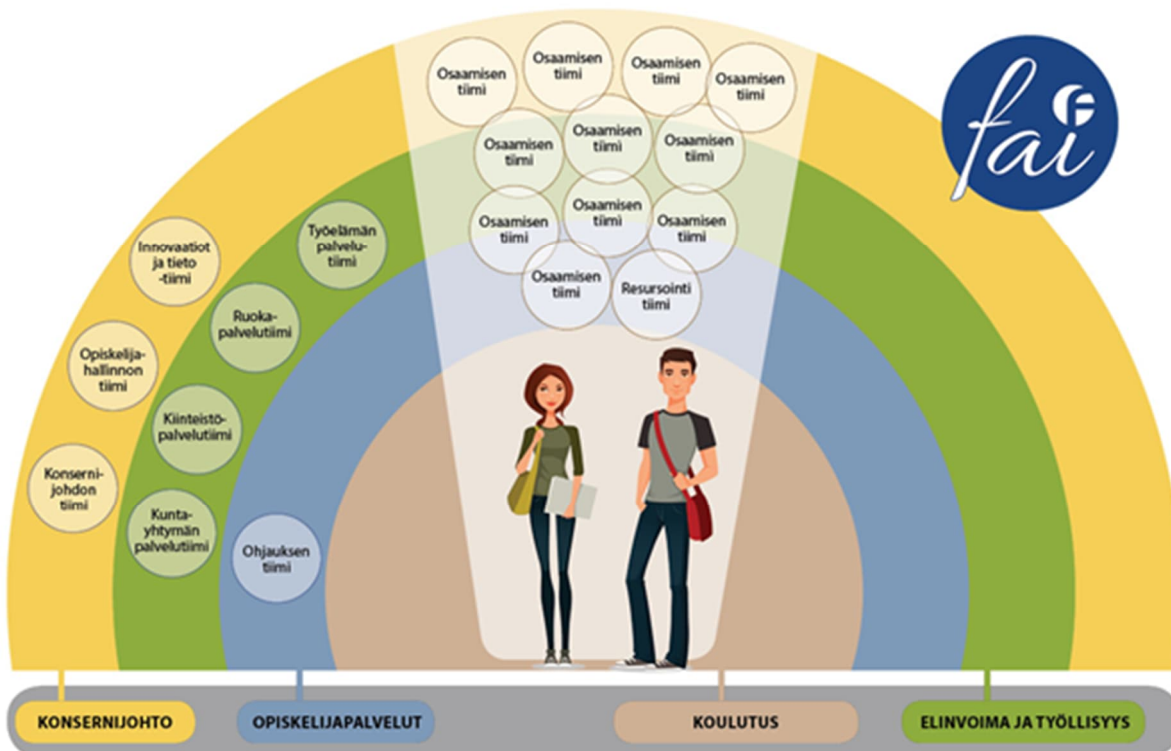 Osaamisen
tiimi
Osaamisen
tiimi
Osaamisen
tiimi
Osaamisen
tiimi
fai
Osaamisen
tiimi
Osaamisen
tiimi
Osaamisen
tiimi
Osaamisen
tiimi
Osaamisen
tiimi
Osaamisen
tiimi
Osaamisen
tiimi
Resursointi
tiimi
Työelämän
palvelu-
tiimi
Innovaatiot
ja tieto
-tiimi
Ruoka-
palvelutiimi
Opiskelija-
hallinnon
tiimi
Kiinteistö-
palvelutiimi
Konserni-
johdon
tiimi
Kunta-
yhtymän
palvelutiimi
Ohjauksen
tiimi
KONSERNIJOHTO
OPISKELIJAPALVELUT
KOULUTUS
ELINVOIMA JA TYÖLLISYYS